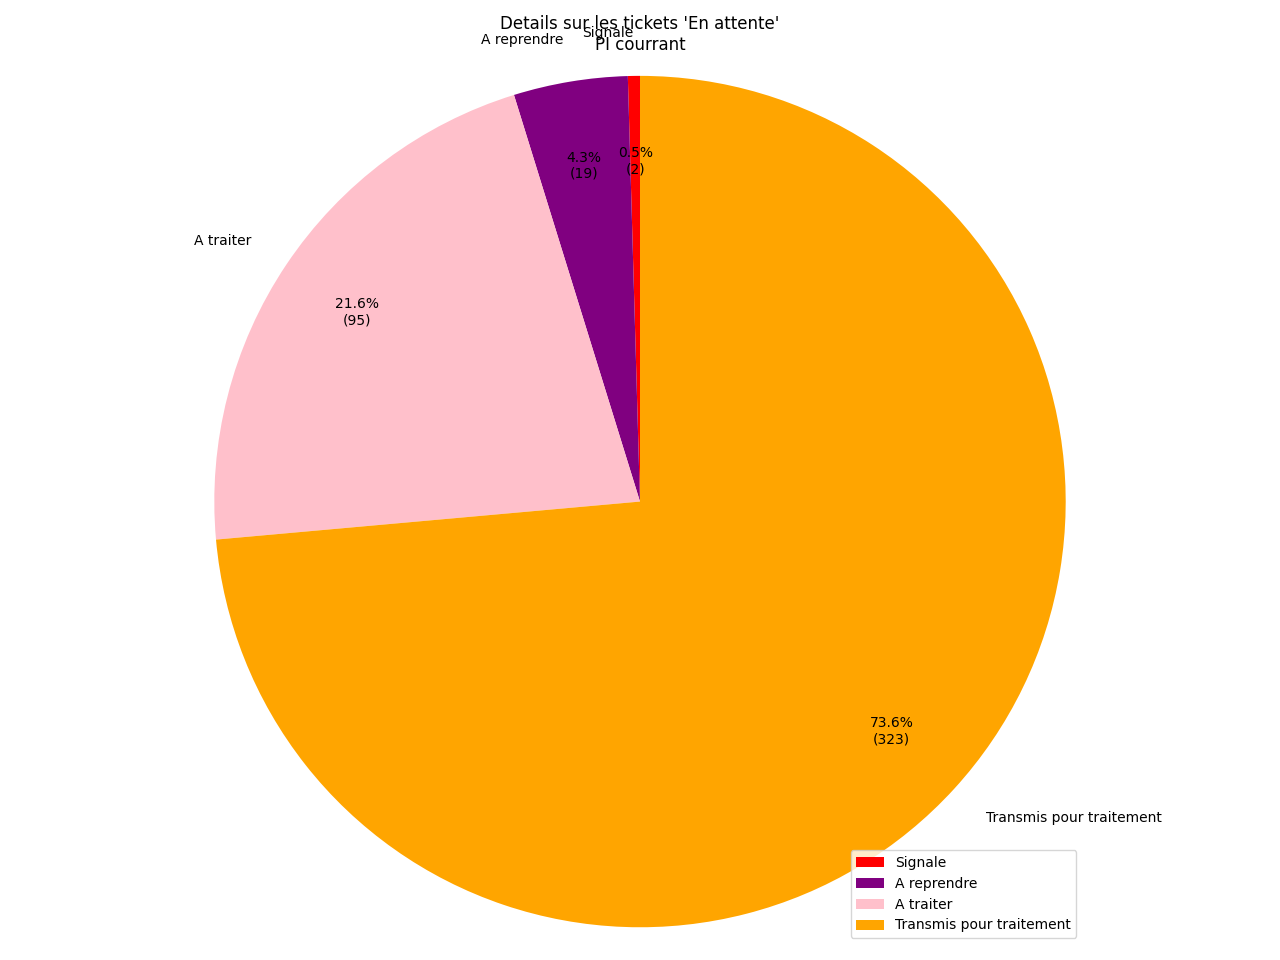 Details sur les tickets 'En attente'
PI courrant
Signale
A reprendre
0.5%
(2)
4.3%
(19)
A traiter
21.6%
(95)
73.6%
(323)
Transmis pour traitement
Signale
A reprendre
A traiter
Transmis pour traitement